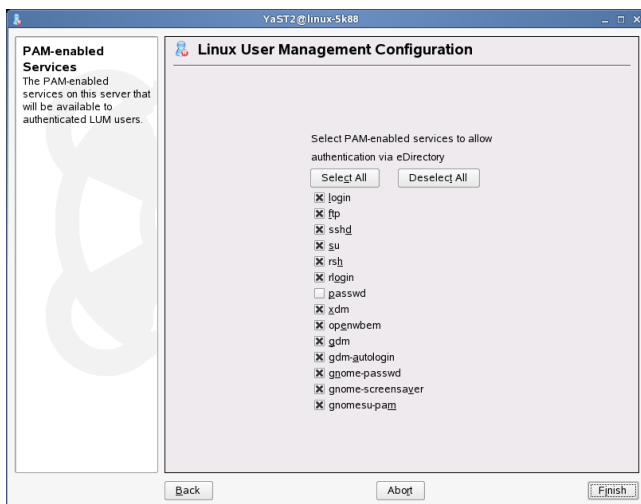 YaST2@linux-5k88
PAM-enabled
Services
The PAM-enabled
services on this server that
will be available to
authenticated LUM users.
Linux User Management Configuration
Select PAM-enabled services to allow
authentication via eDirectory
Select All
Deselect All
login
ftp
sshd
su
rsh
rlogin
passwd
xdm
openwbem
gdm
gdm-autologin
gnome-passwd
gnome-screensaver
gnomesu-pam
Back
Abort
Finish